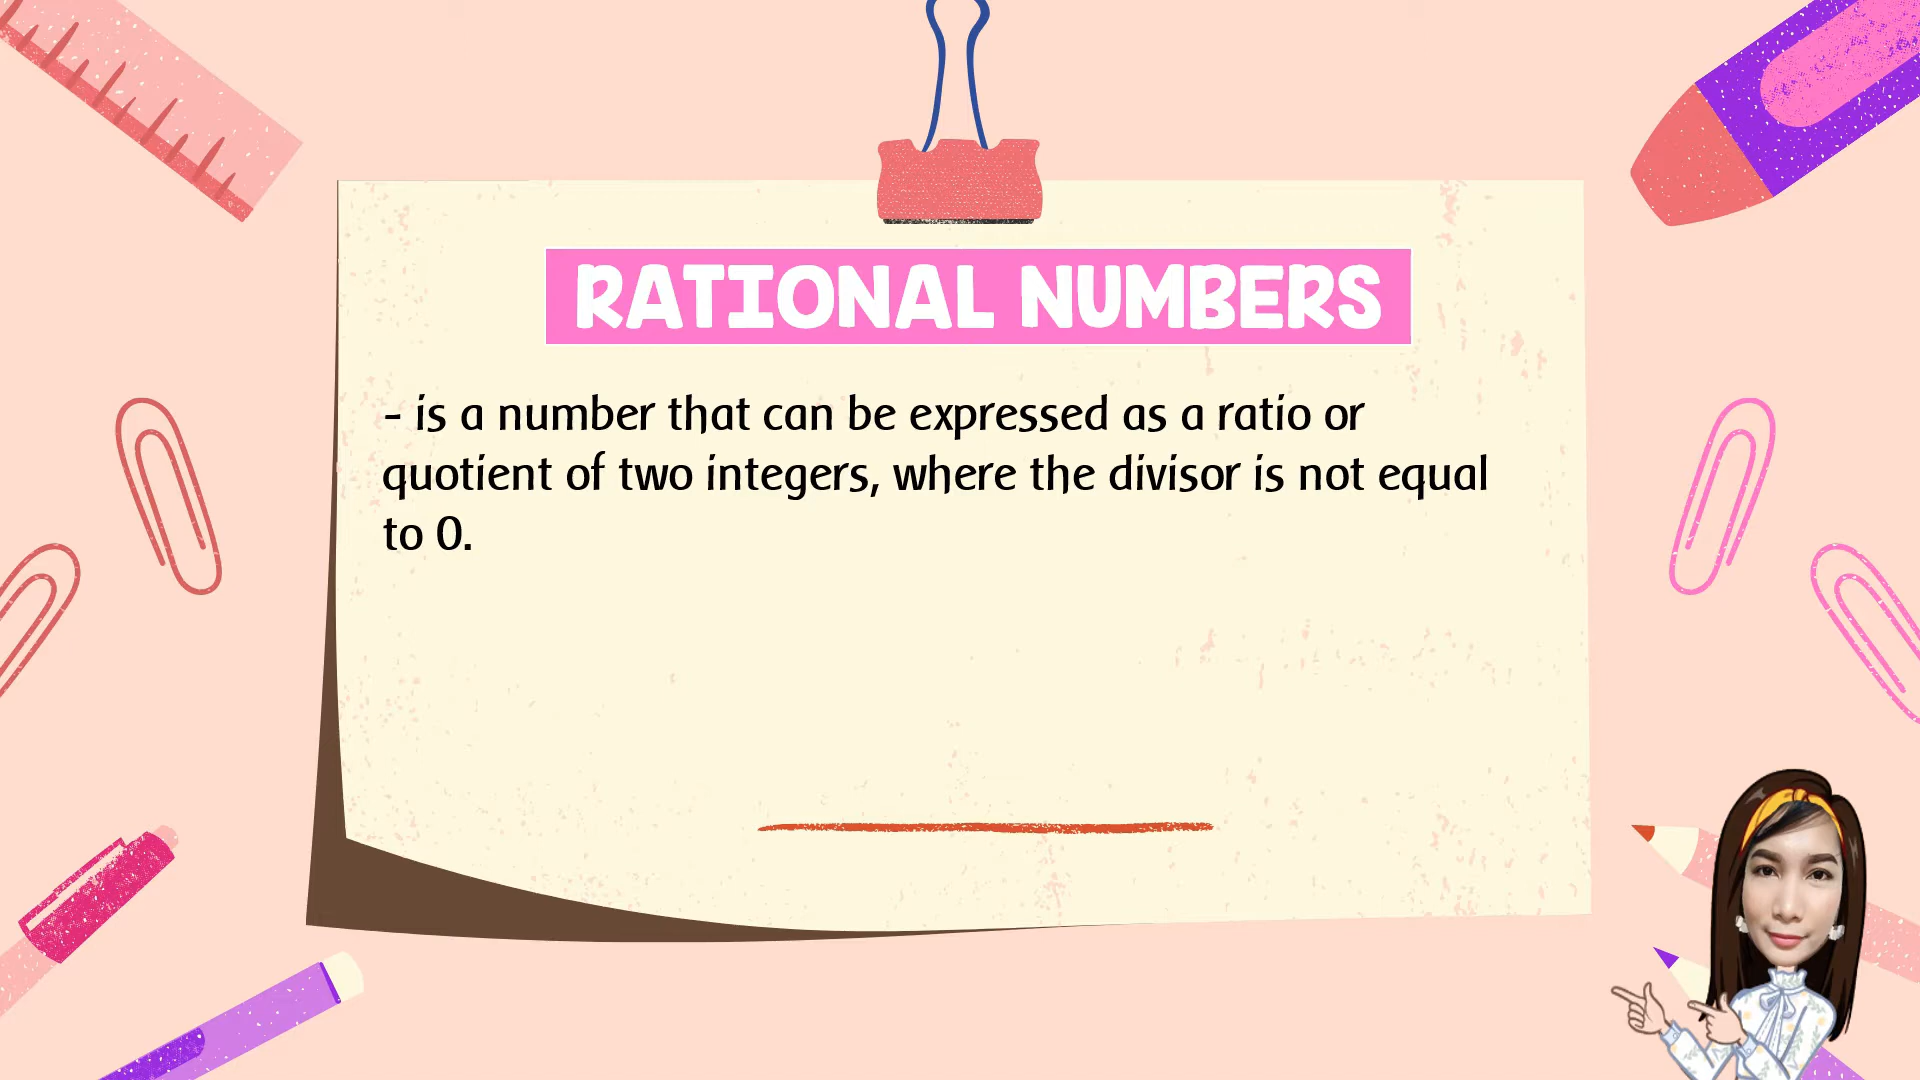 RATIONAL NUMBERS
- is a number that can be expressed as a ratio or
quotient of two integers, where the divisor is not equal
to 0.